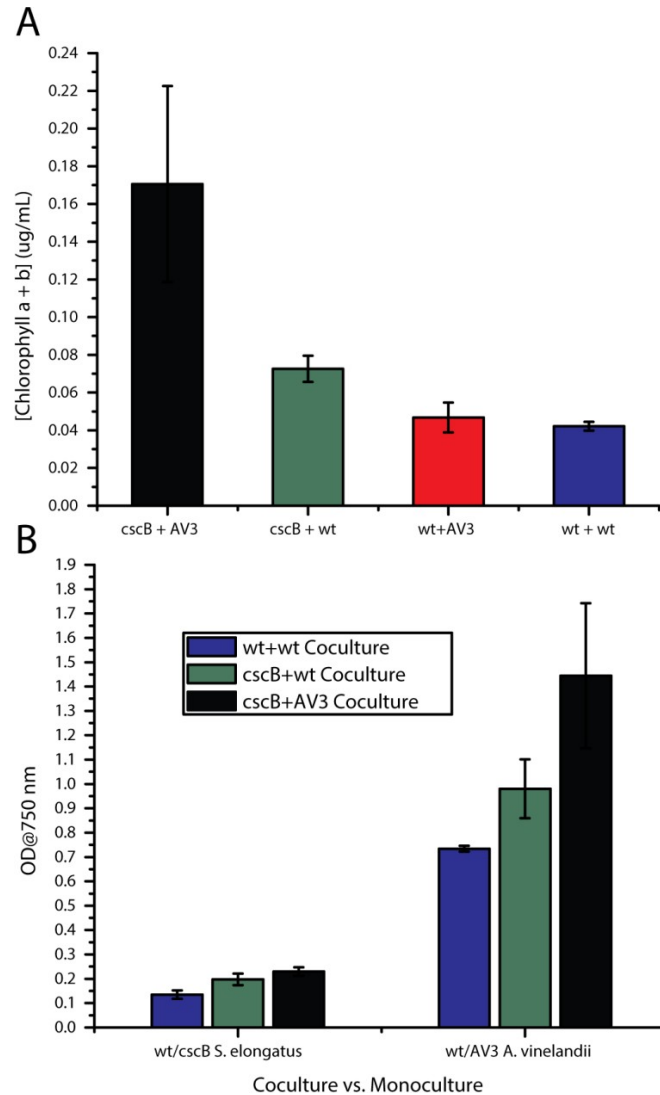 A
[Chlorophyll a + b] (ug/mL)
0.24
0.22
0.20
0.18
0.16
0.14
0.12
0.10
0.08
0.06
0.04
0.02
0.00
cscB + AV3
cscB + wt
wt+AV3
wt + wt
B
OD@750 nm
1.9
1.8
1.7
1.6
1.5
1.4
1.3
1.2
1.1
1.0
0.9
0.8
0.7
0.6
0.5
0.4
0.3
0.2
0.1
0.0
wt+wt Coculture
cscB+wt Coculture
cscB+AV3 Coculture
wt/cscB S. elongatus
wt/AV3 A. vinelandii
Coculture vs. Monoculture